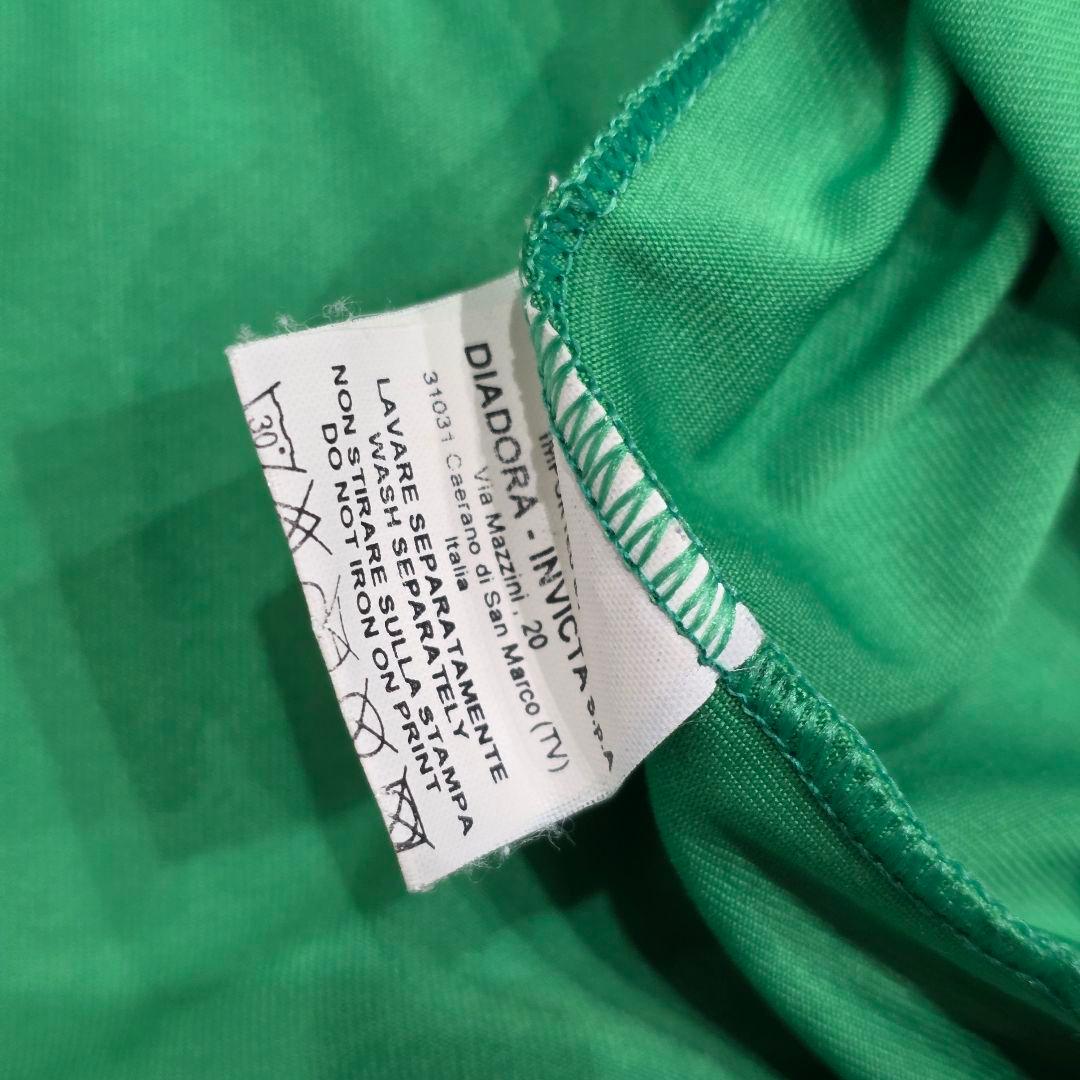 DIADORA - INVICTA S.P.A
Via Mazzini, 20
31031 Caerano di San Marco (TV)
Italia
LAVARE SEPARATAMENTE
WASH SEPARATELY
NON STIRARE SULLA STAMPA
DO NOT IRON ON PRINT
30°